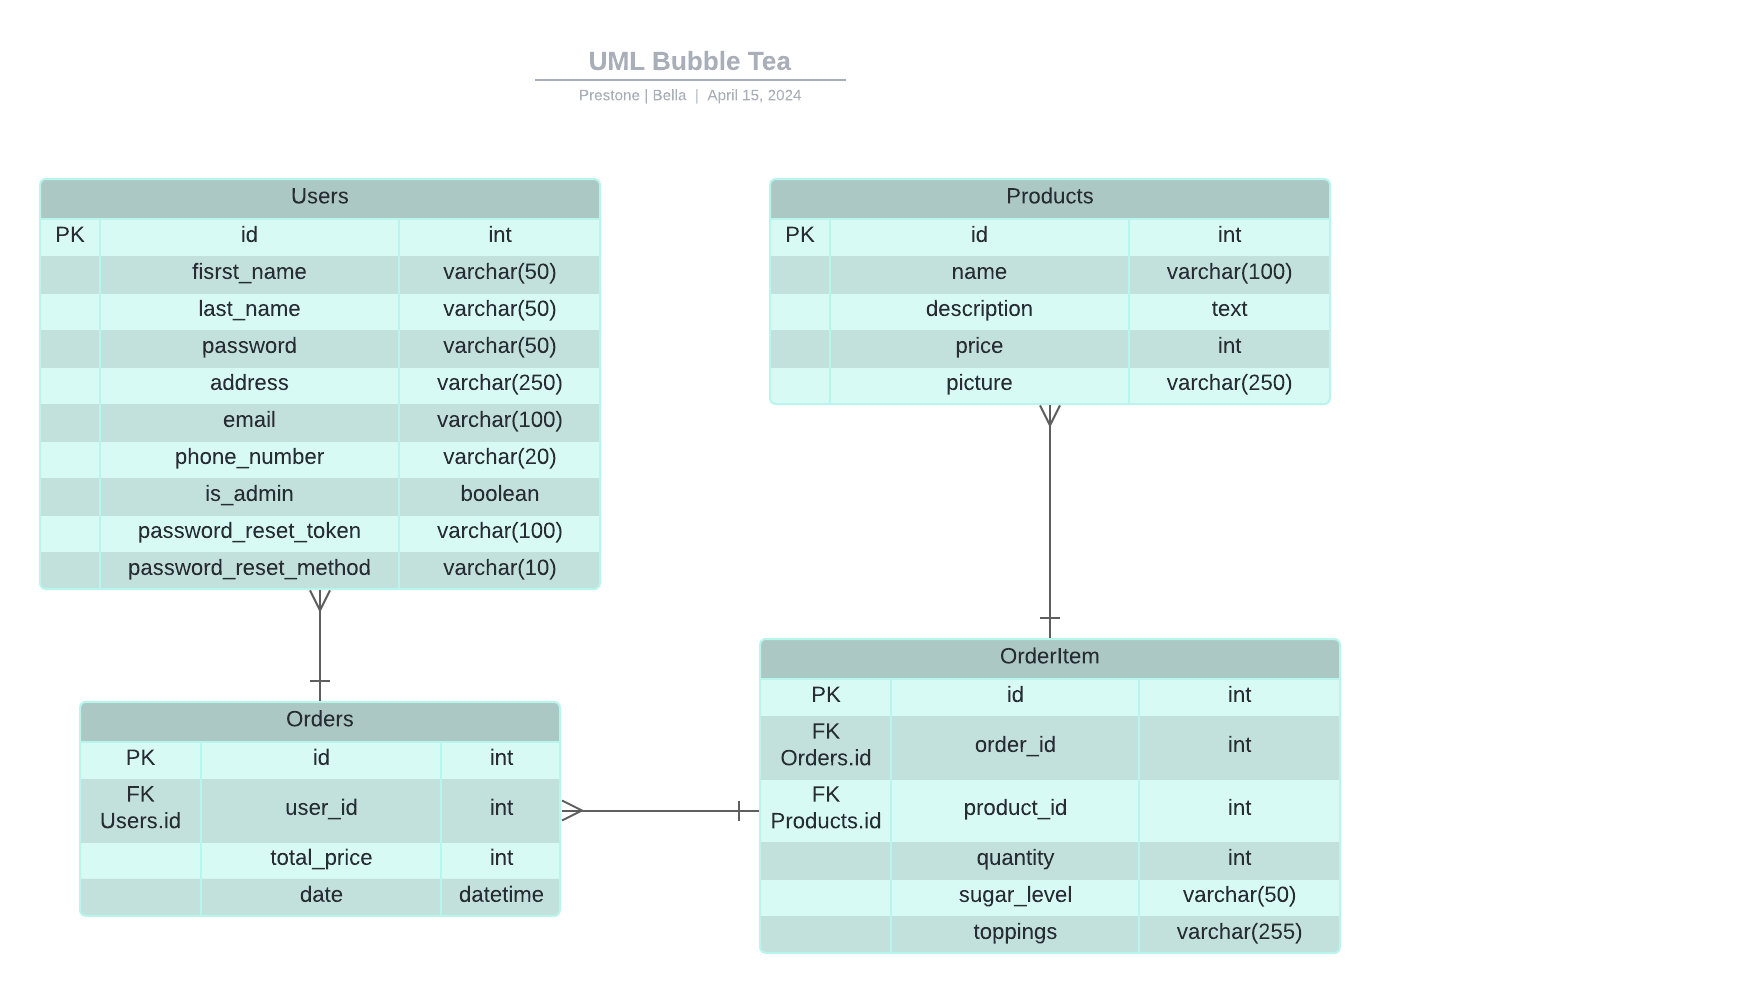 UML Bubble Tea
Prestone | Bella | April 15, 2024
Users
PK id int
fisrst_name varchar(50)
last_name varchar(50)
password varchar(50)
address varchar(250)
email varchar(100)
phone_number varchar(20)
is_admin boolean
password_reset_token varchar(100)
password_reset_method varchar(10)
Products
PK id int
name varchar(100)
description text
price int
picture varchar(250)
Orders
PK id int
FK
Users.id user_id int
total_price int
date datetime
OrderItem
PK id int
FK
Orders.id order_id int
FK
Products.id product_id int
quantity int
sugar_level varchar(50)
toppings varchar(255)